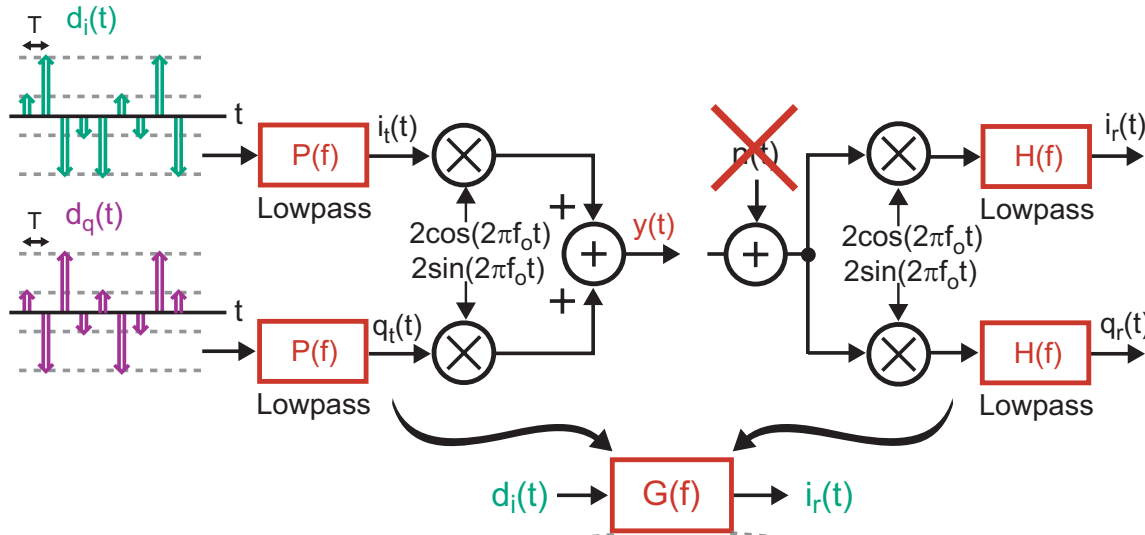 T
d_i(t)
t
P(f)
Lowpass
i_t(t)
d_q(t)
T
t
P(f)
Lowpass
q_t(t)
2cos(2πf_ot)
2sin(2πf_ot)
+
+
+
y(t)
n(t)
+
2cos(2πf_ot)
2sin(2πf_ot)
H(f)
Lowpass
i_r(t)
H(f)
Lowpass
q_r(t)
d_i(t)
G(f)
i_r(t)